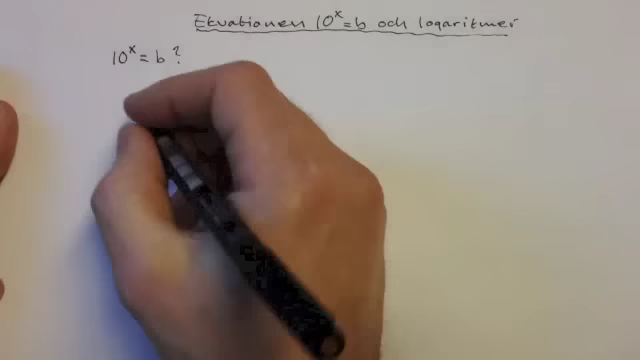 Ekvationen 10^x = b och logaritmer
10^x = b ?